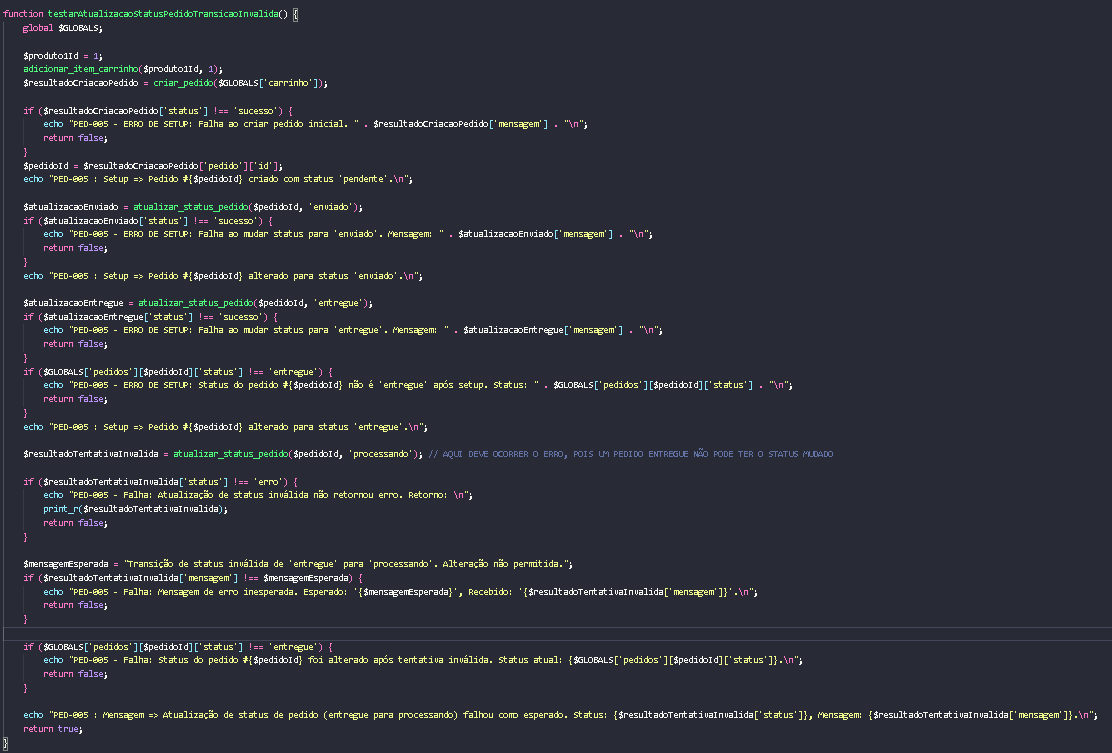 function testarAtualizacaoStatusPedidoTransicaoInvalida() {
global $GLOBALS;
$produto1Id = 1;
adicionar_item_carrinho($produto1Id, 1);
$resultadoCriacaoPedido = criar_pedido($GLOBALS['carrinho']);
if ($resultadoCriacaoPedido['status'] !== 'sucesso') {
echo "PED-005 - ERRO DE SETUP: Falha ao criar pedido inicial. " . $resultadoCriacaoPedido['mensagem'] . "\n";
return false;
}
$pedidoId = $resultadoCriacaoPedido['pedido']['id'];
echo "PED-005 : Setup => Pedido #{$pedidoId} criado com status 'pendente'.\n";
$atualizacaoEnviado = atualizar_status_pedido($pedidoId, 'enviado');
if ($atualizacaoEnviado['status'] !== 'sucesso') {
echo "PED-005 - ERRO DE SETUP: Falha ao mudar status para 'enviado'. Mensagem: " . $atualizacaoEnviado['mensagem'] . "\n";
return false;
}
echo "PED-005 : Setup => Pedido #{$pedidoId} alterado para status 'enviado'.\n";
$atualizacaoEntregue = atualizar_status_pedido($pedidoId, 'entregue');
if ($atualizacaoEntregue['status'] !== 'sucesso') {
echo "PED-005 - ERRO DE SETUP: Falha ao mudar status para 'entregue'. Mensagem: " . $atualizacaoEntregue['mensagem'] . "\n";
return false;
}
if ($GLOBALS['pedidos'][$pedidoId]['status'] !== 'entregue') {
echo "PED-005 - ERRO DE SETUP: Status do pedido #{$pedidoId} não é 'entregue' após setup. Status: " . $GLOBALS['pedidos'][$pedidoId]['status'] . "\n";
return false;
}
echo "PED-005 : Setup => Pedido #{$pedidoId} alterado para status 'entregue'.\n";
$resultadoTentativaInvalida = atualizar_status_pedido($pedidoId, 'processando'); // AQUI DEVE OCORRER O ERRO, POIS UM PEDIDO ENTREGUE NÃO PODE TER O STATUS MUDADO
if ($resultadoTentativaInvalida['status'] !== 'erro') {
echo "PED-005 - Falha: Atualização de status inválida não retornou erro. Retorno: \n";
print_r($resultadoTentativaInvalida);
return false;
}
$mensagemEsperada = "Transição de status inválida de 'entregue' para 'processando'. Alteração não permitida.";
if ($resultadoTentativaInvalida['mensagem'] !== $mensagemEsperada) {
echo "PED-005 - Falha: Mensagem de erro inesperada. Esperado: '{$mensagemEsperada}', Recebido: '{$resultadoTentativaInvalida['mensagem']}'.\n";
return false;
}
if ($GLOBALS['pedidos'][$pedidoId]['status'] !== 'entregue') {
echo "PED-005 - Falha: Status do pedido #{$pedidoId} foi alterado após tentativa inválida. Status atual: {$GLOBALS['pedidos'][$pedidoId]['status']}.\n";
return false;
}
echo "PED-005 : Mensagem => Atualização de status de pedido (entregue para processando) falhou como esperado. Status: {$resultadoTentativaInvalida['status']}, Mensagem: {$resultadoTentativaInvalida['mensagem']}.\n";
return true;
}